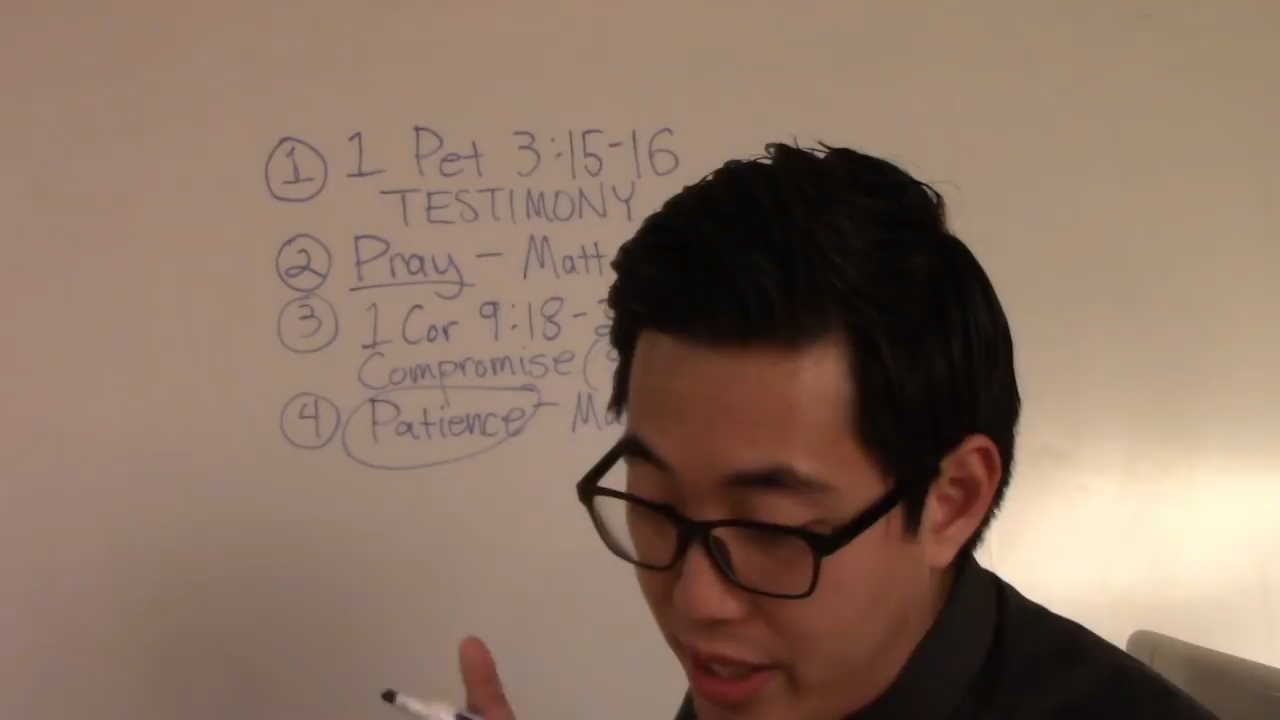 ① 1 Pet 3:15-16
TESTIMONY
② Pray - Matt
③ 1 Cor 9:18-
Compromise (
④ Patience -